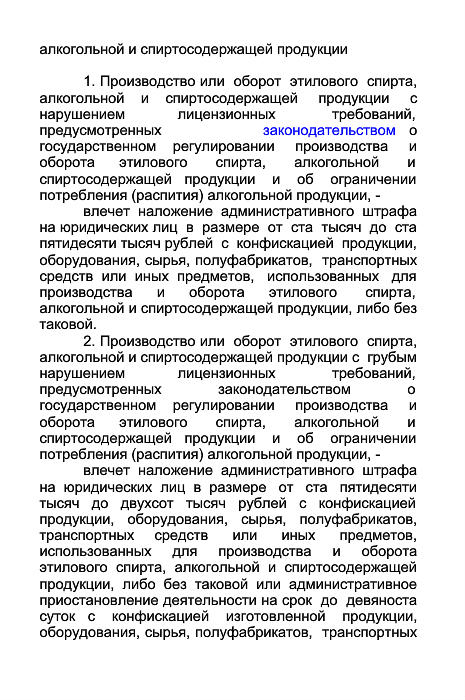 алкогольной и спиртосодержащей продукции
1. Производство или оборот этилового спирта,
алкогольной и спиртосодержащей продукции с
нарушением лицензионных требований,
предусмотренных законодательством о
государственном регулировании производства и
оборота этилового спирта, алкогольной и
спиртосодержащей продукции и об ограничении
потребления (распития) алкогольной продукции, -
влечет наложение административного штрафа
на юридических лиц в размере от ста тысяч до ста
пятидесяти тысяч рублей с конфискацией продукции,
оборудования, сырья, полуфабрикатов, транспортных
средств или иных предметов, использованных для
производства и оборота этилового спирта,
алкогольной и спиртосодержащей продукции, либо без
таковой.
2. Производство или оборот этилового спирта,
алкогольной и спиртосодержащей продукции с грубым
нарушением лицензионных требований,
предусмотренных законодательством о
государственном регулировании производства и
оборота этилового спирта, алкогольной и
спиртосодержащей продукции и об ограничении
потребления (распития) алкогольной продукции, -
влечет наложение административного штрафа
на юридических лиц в размере от ста пятидесяти
тысяч до двухсот тысяч рублей с конфискацией
продукции, оборудования, сырья, полуфабрикатов,
транспортных средств или иных предметов,
использованных для производства и оборота
этилового спирта, алкогольной и спиртосодержащей
продукции, либо без таковой или административное
приостановление деятельности на срок до девяноста
суток с конфискацией изготовленной продукции,
оборудования, сырья, полуфабрикатов, транспортных